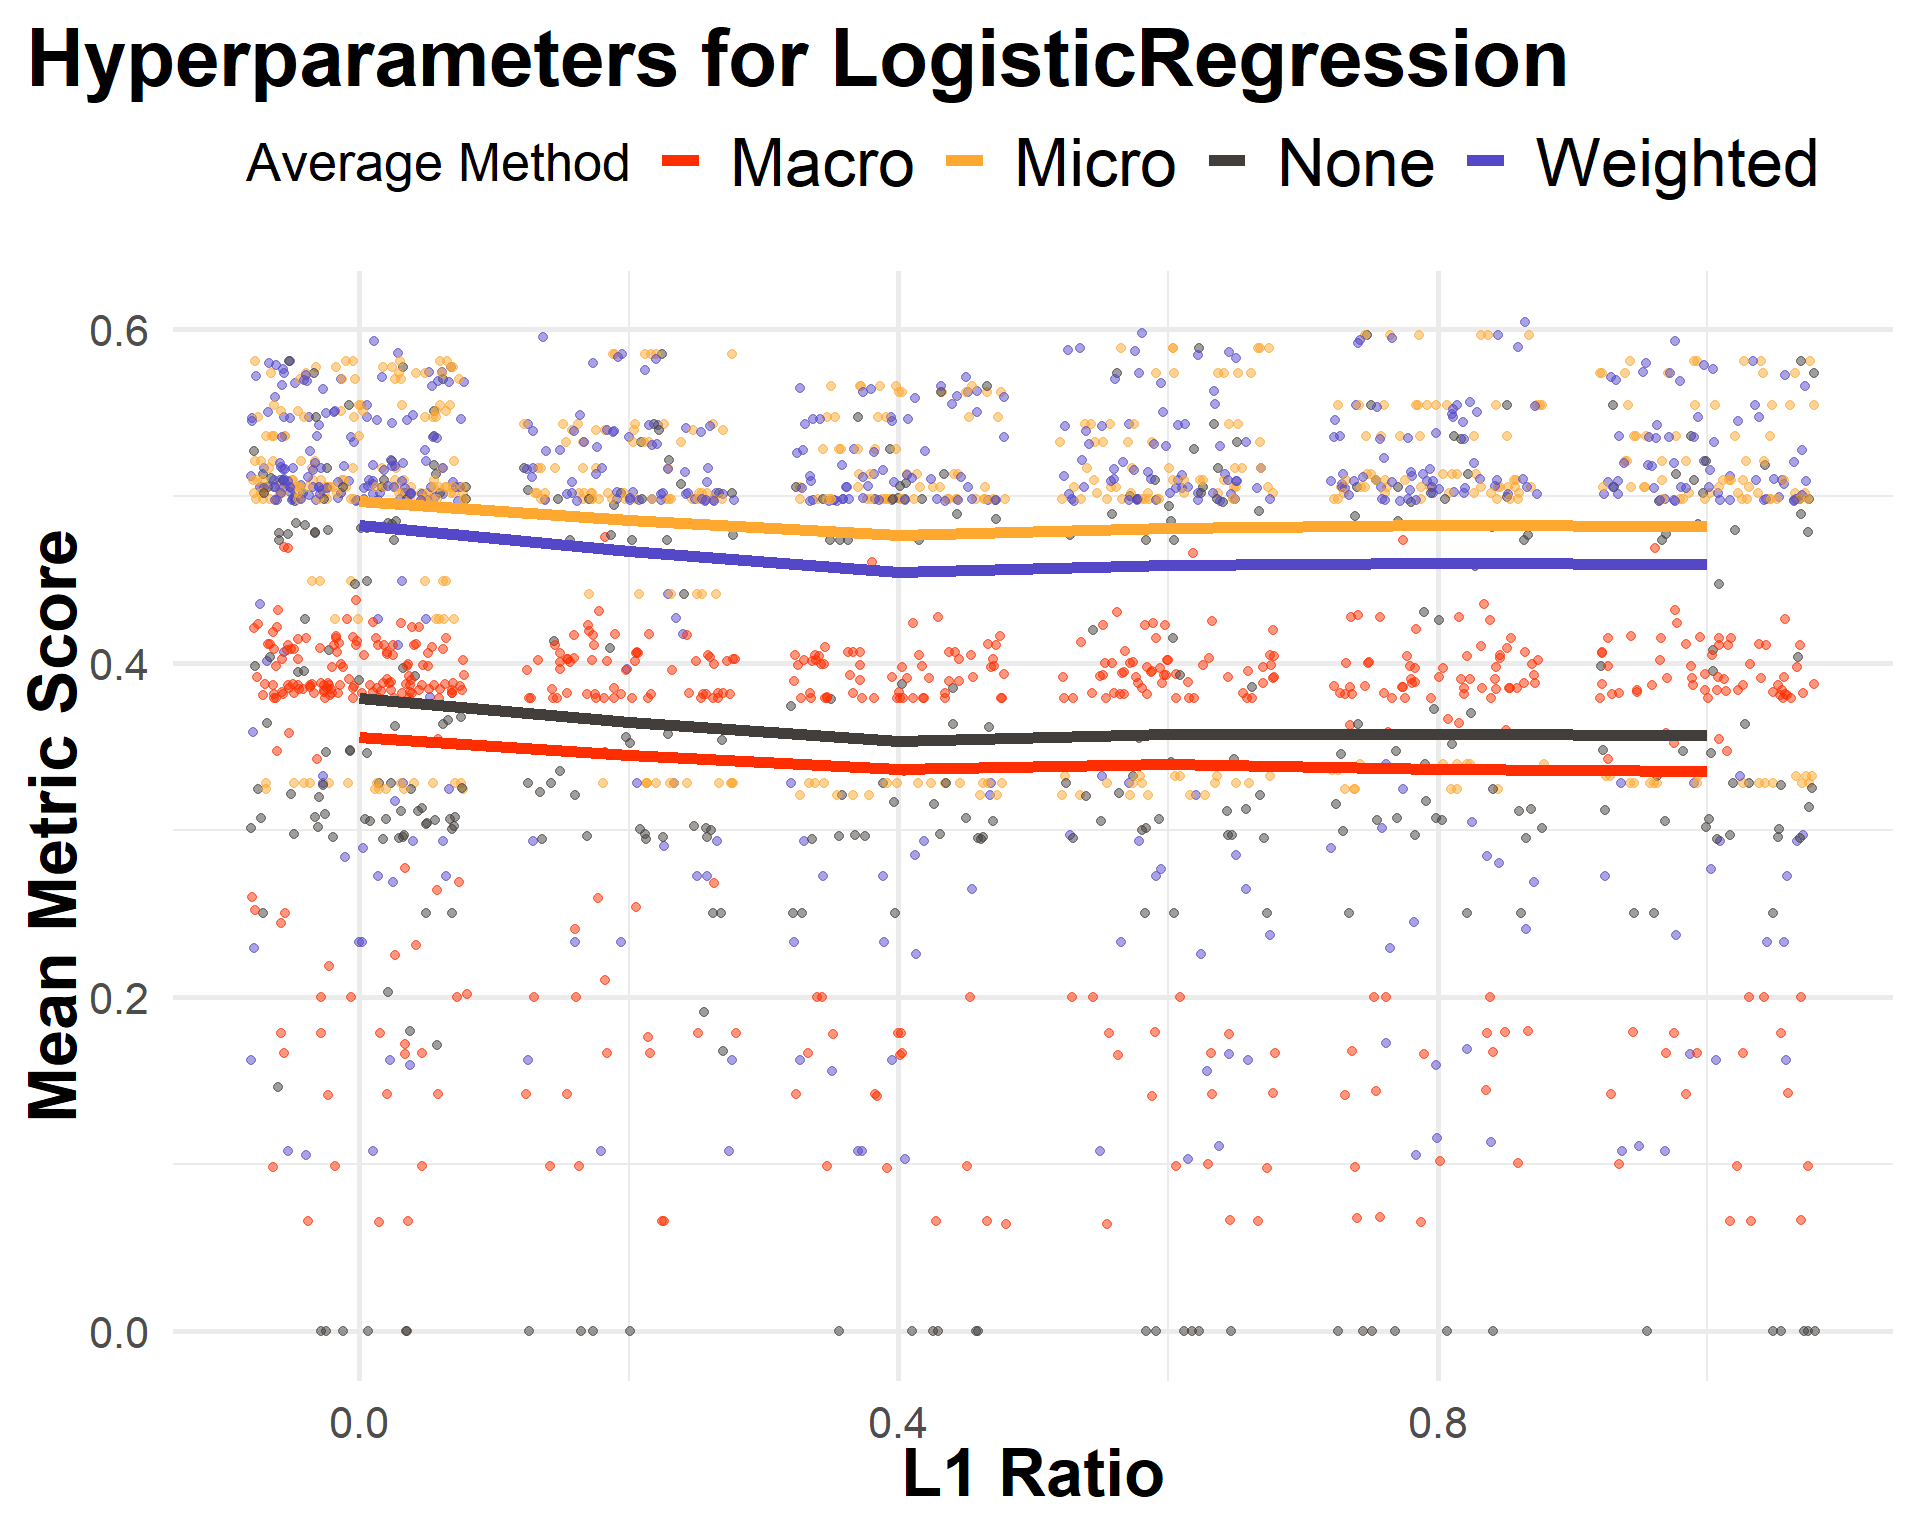 Hyperparameters for LogisticRegression
Average Method Macro Micro None Weighted
Mean Metric Score
0.6
0.4
0.2
0.0
0.0 0.4 0.8
L1 Ratio